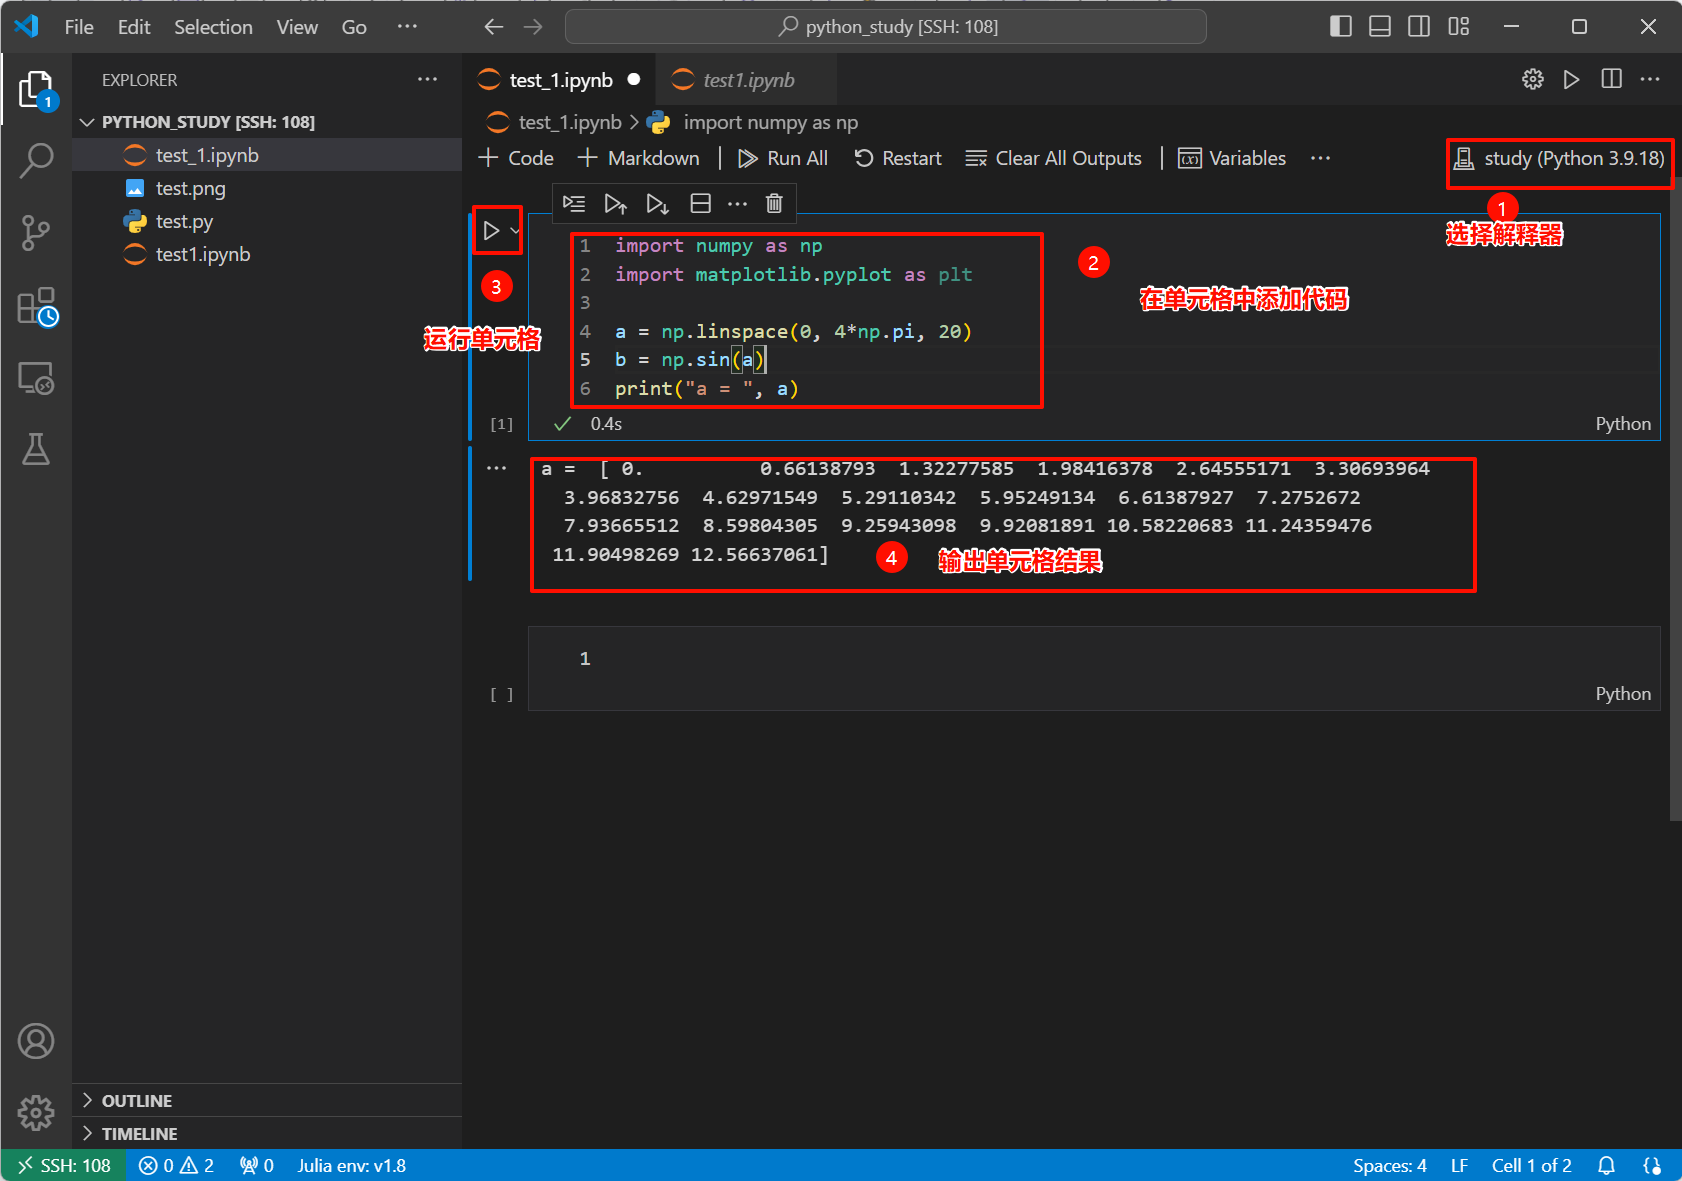 File Edit Selection View Go ···
python_study [SSH: 108]
EXPLORER ···
PYTHON_STUDY [SSH: 108]
test_1.ipynb
test.png
test.py
test1.ipynb
OUTLINE
TIMELINE
1
test_1.ipynb ● test1.ipynb
test_1.ipynb > import numpy as np
+ Code + Markdown | Run All Restart Clear All Outputs | Variables ··· study (Python 3.9.18)
1
选择解释器
1 import numpy as np
2 import matplotlib.pyplot as plt
3
4 a = np.linspace(0, 4*np.pi, 20)
5 b = np.sin(a)
6 print("a = ", a)
2
在单元格中添加代码
3
运行单元格
[1] ✓ 0.4s Python
··· a =  [ 0.          0.66138793  1.32277585  1.98416378  2.64555171  3.30693964
3.96832756  4.62971549  5.29110342  5.95249134  6.61387927  7.2752672
7.93665512  8.59804305  9.25943098  9.92081891 10.58220683 11.24359476
11.90498269 12.56637061]
4 输出单元格结果
1
[ ] Python
SSH: 108 0 2 0 Julia env: v1.8 Spaces: 4 LF Cell 1 of 2